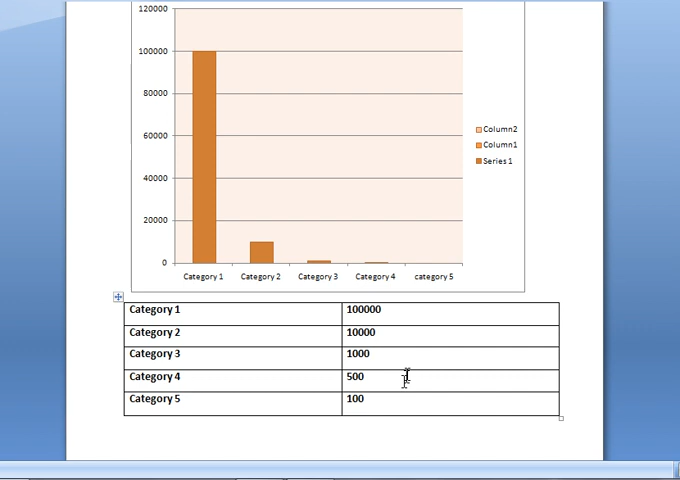 120000
100000
80000
60000
40000
20000
0
Column2
Column1
Series 1
Category 1 Category 2 Category 3 Category 4 category 5
Category 1 100000
Category 2 10000
Category 3 1000
Category 4 500
Category 5 100